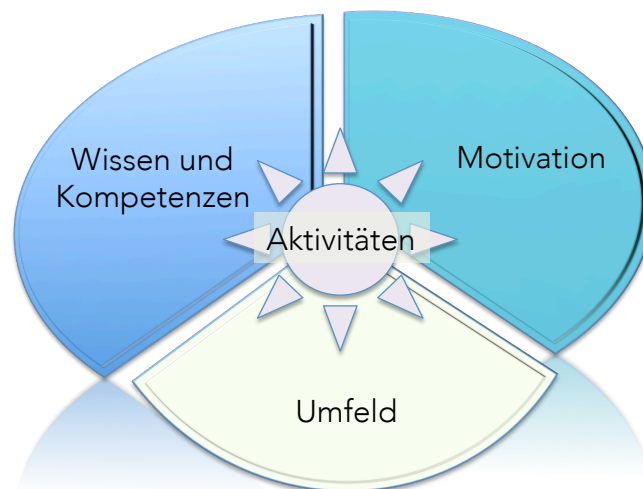 Wissen und
Kompetenzen
Motivation
Aktivitäten
Umfeld